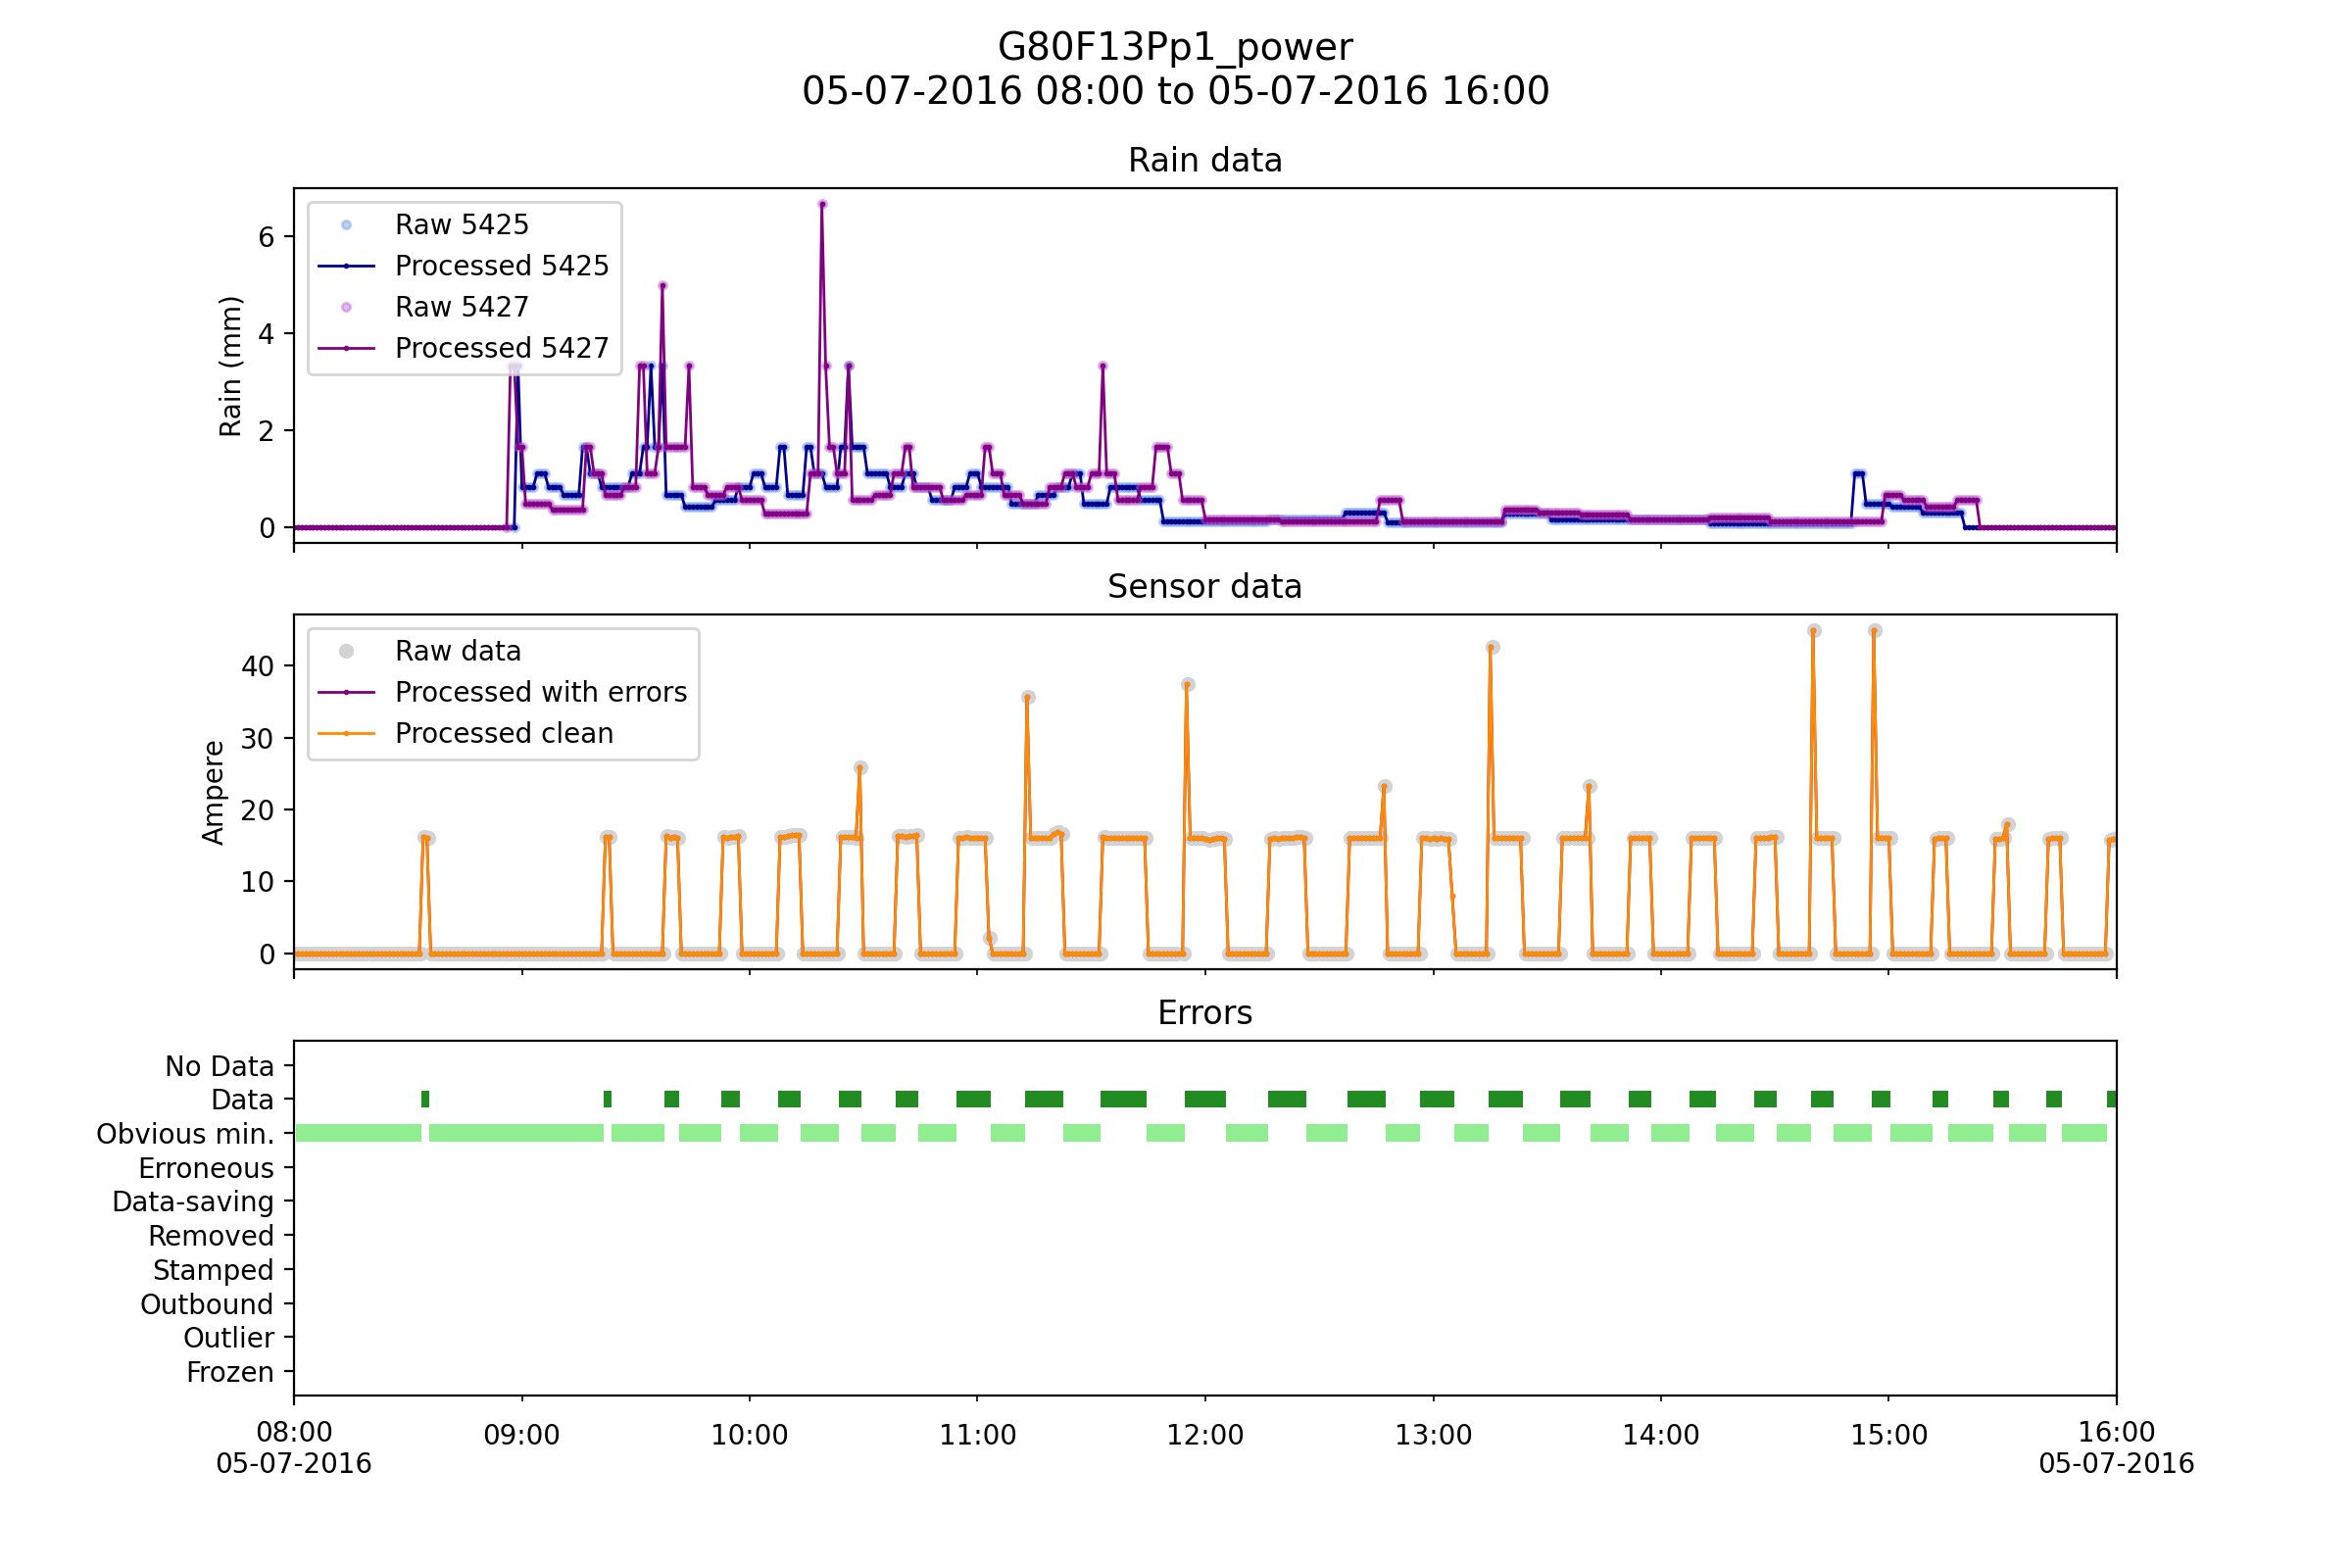 G80F13Pp1_power
05-07-2016 08:00 to 05-07-2016 16:00
Rain data
Rain (mm)
6
4
2
0
Raw 5425
Processed 5425
Raw 5427
Processed 5427
Sensor data
Ampere
40
30
20
10
0
Raw data
Processed with errors
Processed clean
Errors
No Data
Data
Obvious min.
Erroneous
Data-saving
Removed
Stamped
Outbound
Outlier
Frozen
08:00 09:00 10:00 11:00 12:00 13:00 14:00 15:00 16:00
05-07-2016 05-07-2016